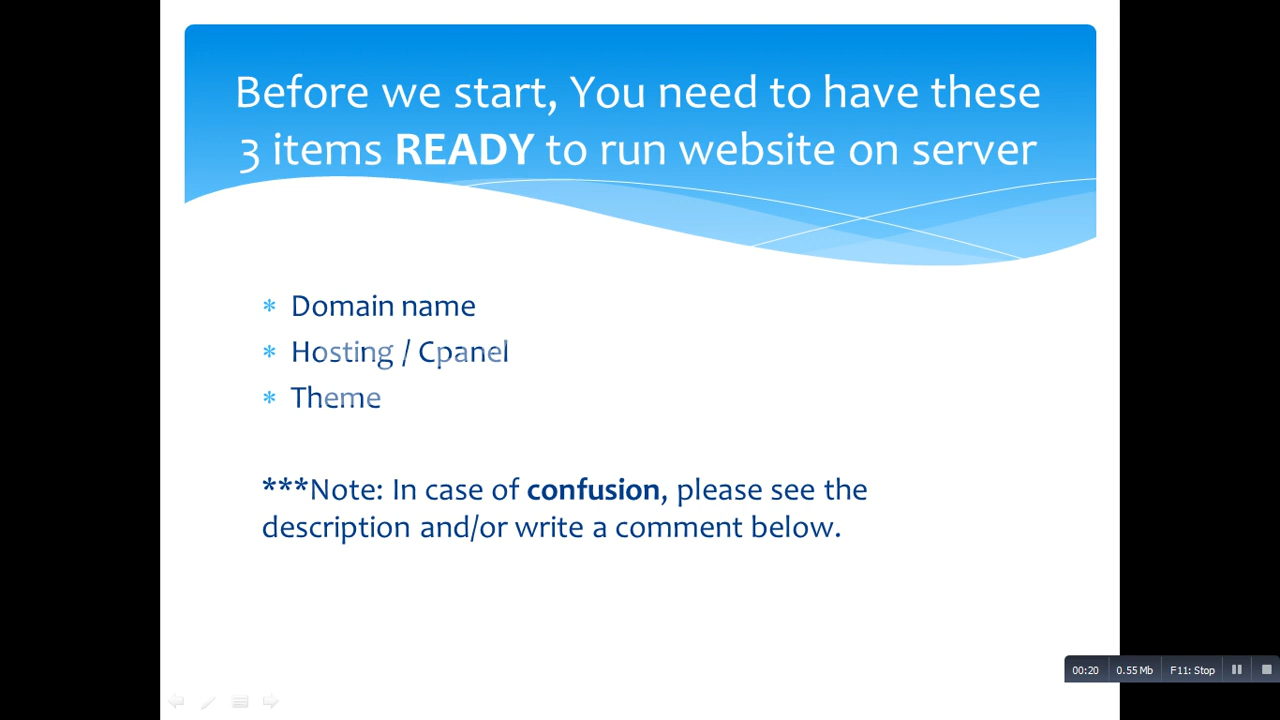 Before we start, You need to have these
3 items READY to run website on server
* Domain name
* Hosting / Cpanel
* Theme
***Note: In case of confusion, please see the
description and/or write a comment below.
00:20 0.55 Mb F11: Stop